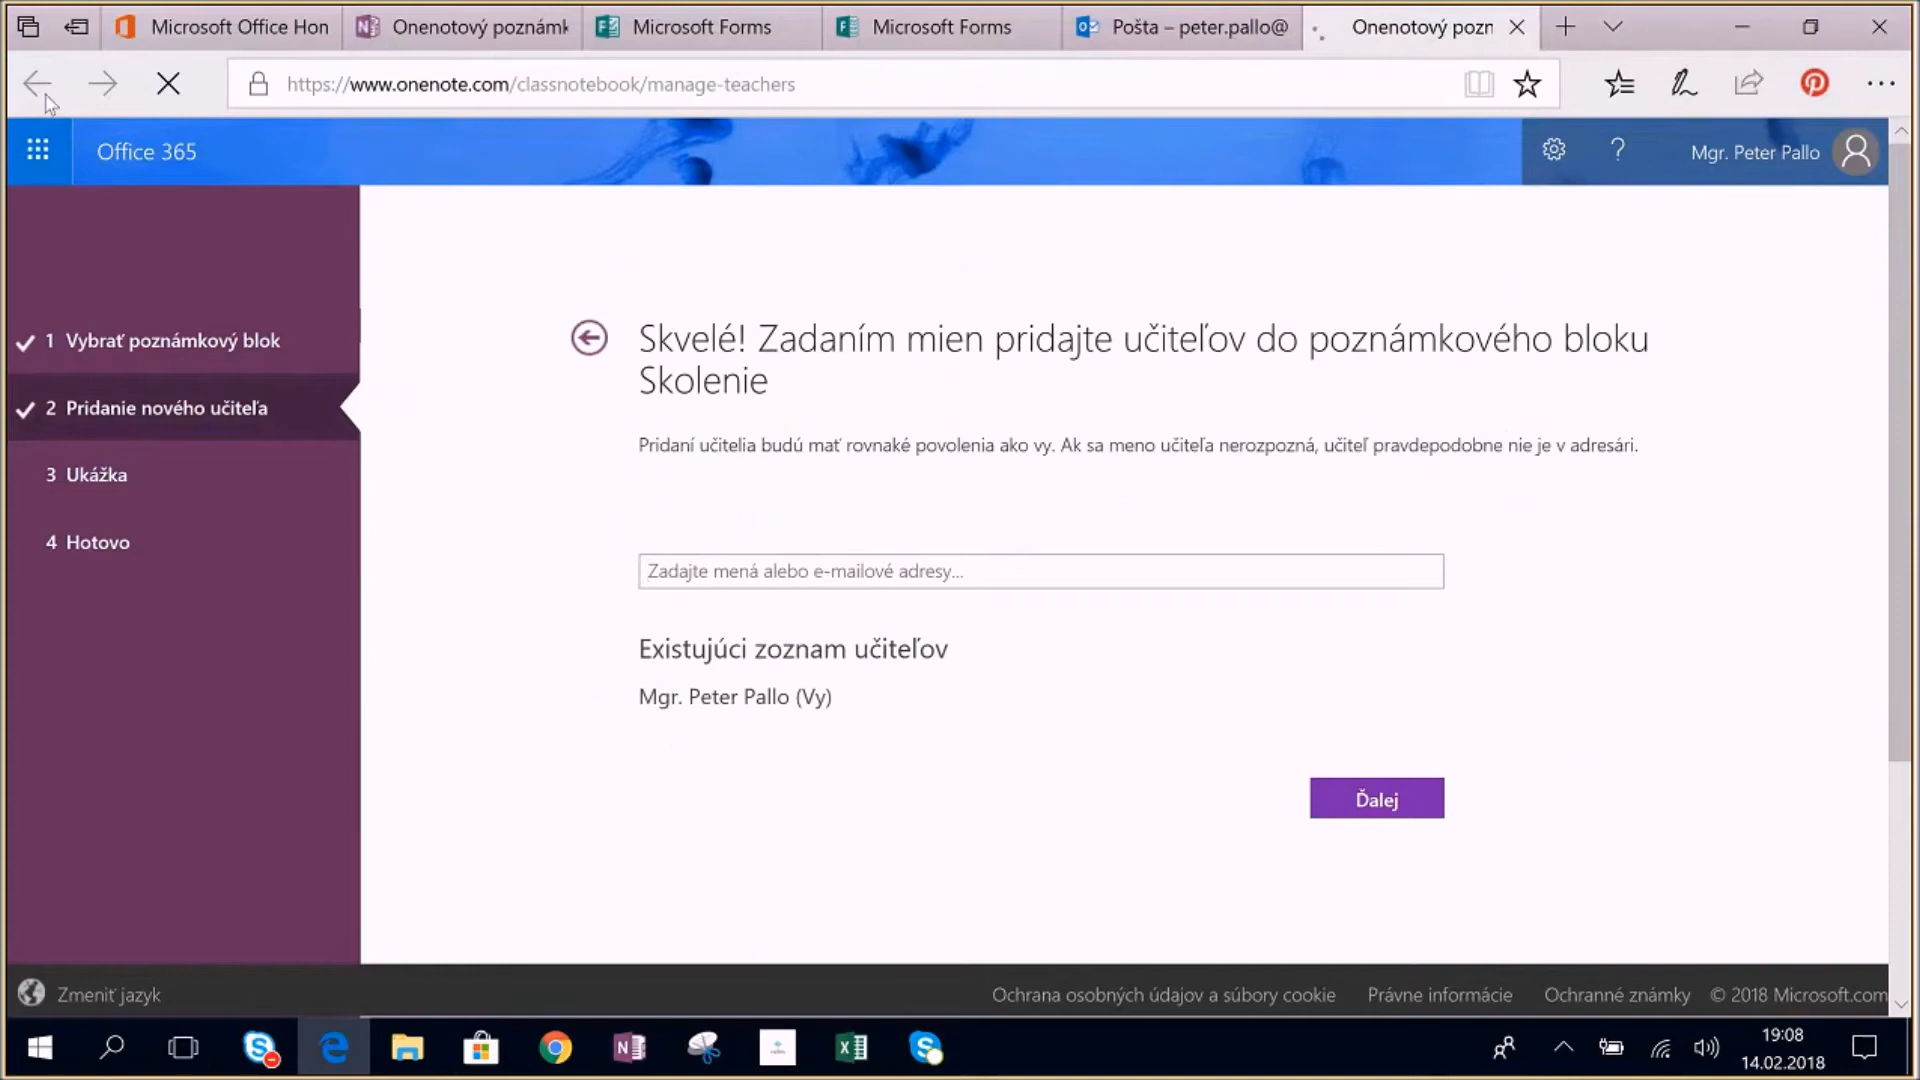 Microsoft Office Hon
Onenotový poznámk
Microsoft Forms
Microsoft Forms
Pošta – peter.pallo@
Onenotový pozn
https://www.onenote.com/classnotebook/manage-teachers
Office 365
Mgr. Peter Pallo
1 Vybrať poznámkový blok
2 Pridanie nového učiteľa
3 Ukážka
4 Hotovo
Skvelé! Zadaním mien pridajte učiteľov do poznámkového bloku
Skolenie
Pridaní učitelia budú mať rovnaké povolenia ako vy. Ak sa meno učiteľa nerozpozná, učiteľ pravdepodobne nie je v adresári.
Zadajte mená alebo e-mailové adresy...
Existujúci zoznam učiteľov
Mgr. Peter Pallo (Vy)
Ďalej
Zmeniť jazyk
Ochrana osobných údajov a súbory cookie
Právne informácie
Ochranné známky
© 2018 Microsoft.com
19:08
14.02.2018